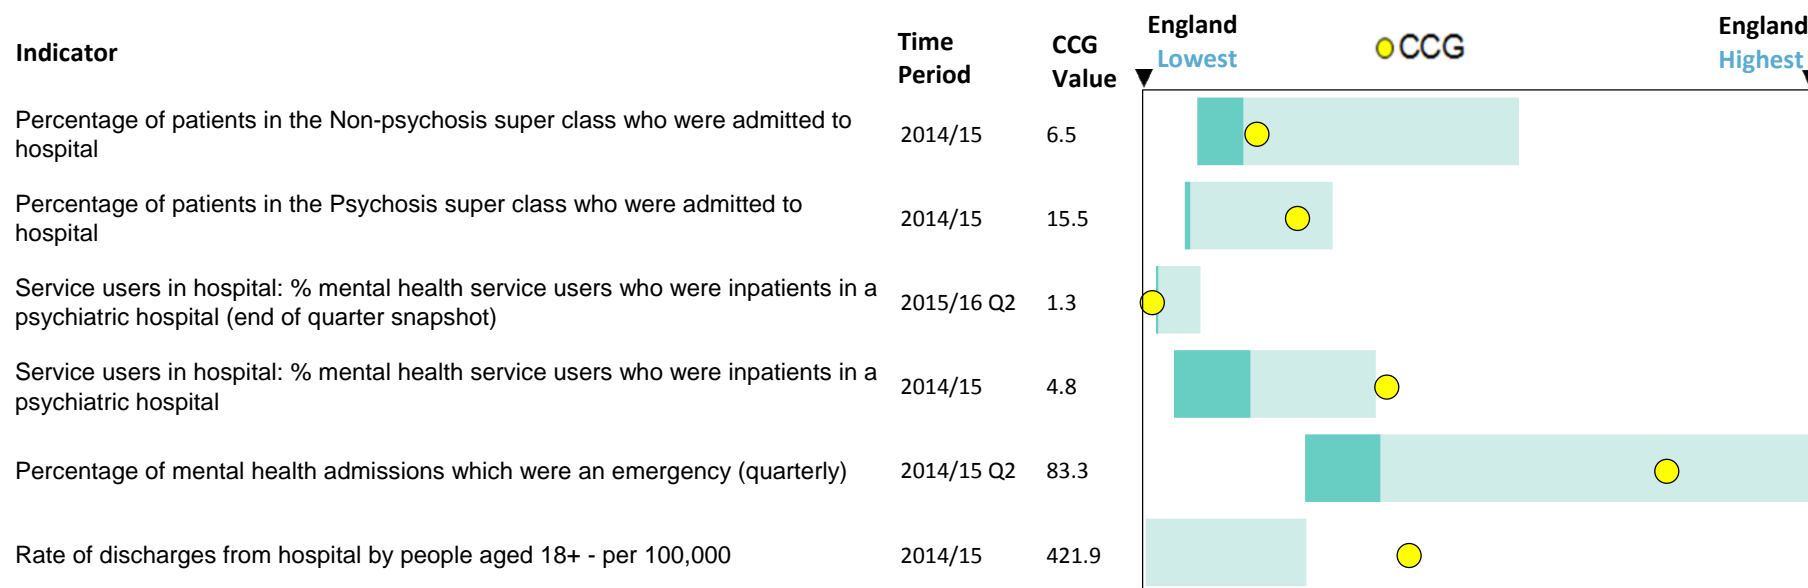 Indicator
Time
Period
CCG
Value
England
Lowest
CCG
England
Highest
Percentage of patients in the Non-psychosis super class who were admitted to
hospital
2014/15
6.5
Percentage of patients in the Psychosis super class who were admitted to
hospital
2014/15
15.5
Service users in hospital: % mental health service users who were inpatients in a
psychiatric hospital (end of quarter snapshot)
2015/16 Q2
1.3
Service users in hospital: % mental health service users who were inpatients in a
psychiatric hospital
2014/15
4.8
Percentage of mental health admissions which were an emergency (quarterly)
2014/15 Q2
83.3
Rate of discharges from hospital by people aged 18+ - per 100,000
2014/15
421.9